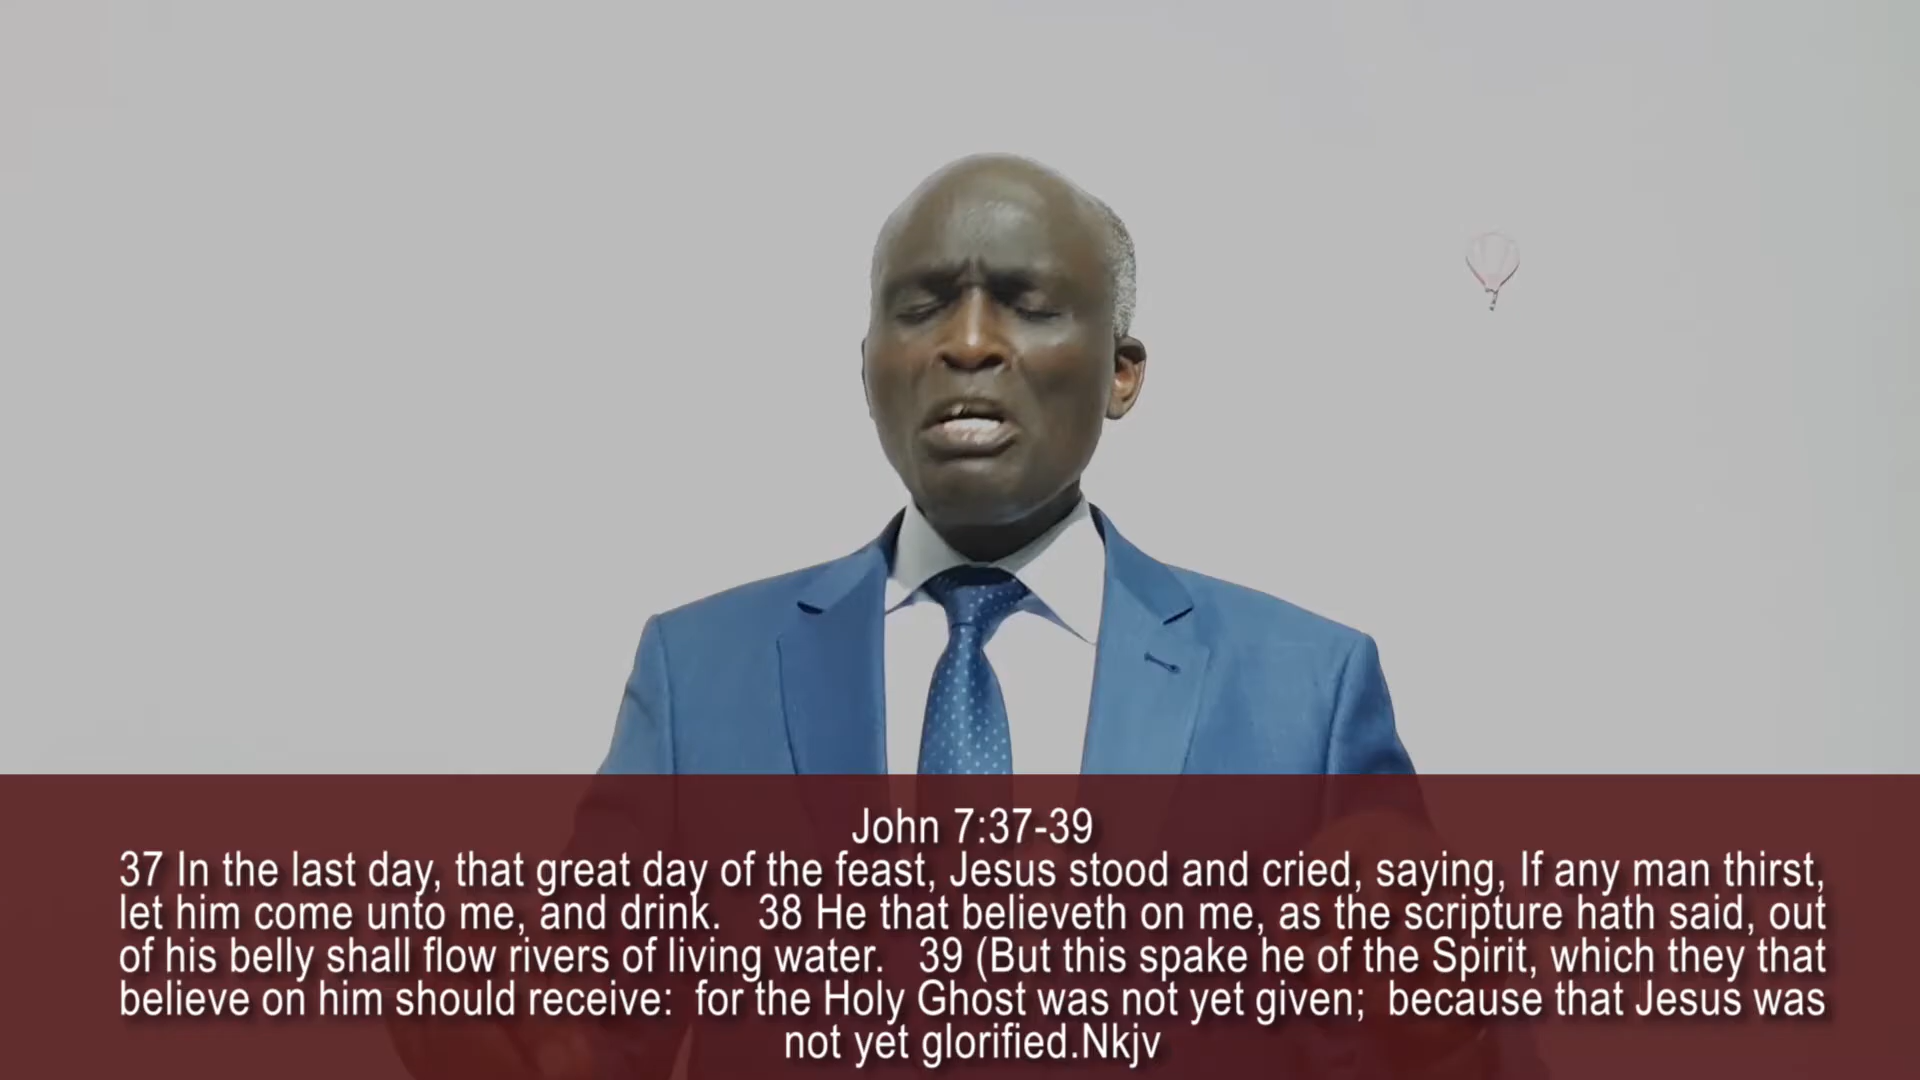 John 7:37-39
37 In the last day, that great day of the feast, Jesus stood and cried, saying, If any man thirst,
let him come unto me, and drink.   38 He that believeth on me, as the scripture hath said, out
of his belly shall flow rivers of living water.   39 (But this spake he of the Spirit, which they that
believe on him should receive:  for the Holy Ghost was not yet given;  because that Jesus was
not yet glorified.Nkjv